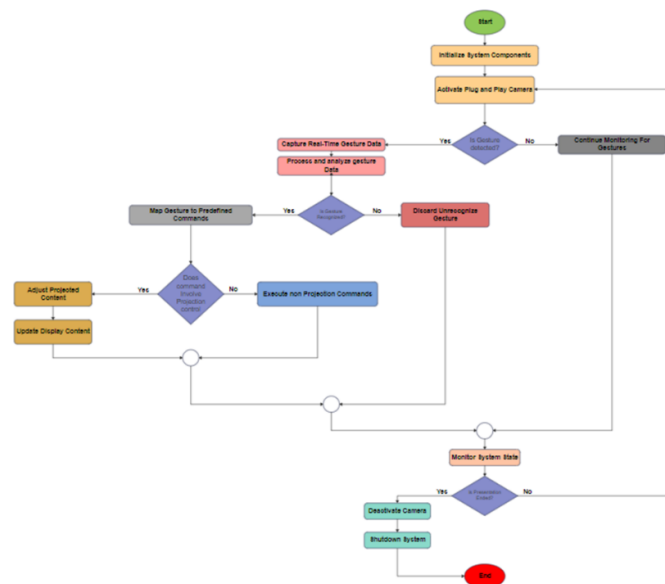 Start
Initialize System Components
Activate Plug and Play Camera
Is Gesture
detected?
Yes
No
Capture Real-Time Gesture Data
Continue Monitoring For
Gestures
Process and analyze gesture
Data
Is Gesture
Recognized?
Yes
No
Map Gesture to Predefined
Commands
Discard Unrecognize
Gesture
Does
command
Involve
Projection
control
Yes
No
Adjust Projected
Content
Execute non Projection Commands
Update Display Content
Monitor System State
Is Presentation
Ended?
Yes
No
Deactivate Camera
Shutdown System
End